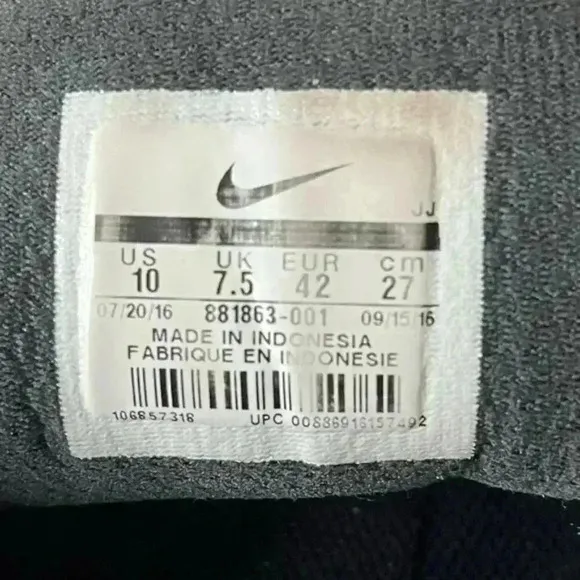 JJ
US UK EUR cm
10 7.5 42 27
07/20/16 881863-001 09/15/16
MADE IN INDONESIA
FABRIQUE EN INDONESIE
106857318 UPC 00886916157492